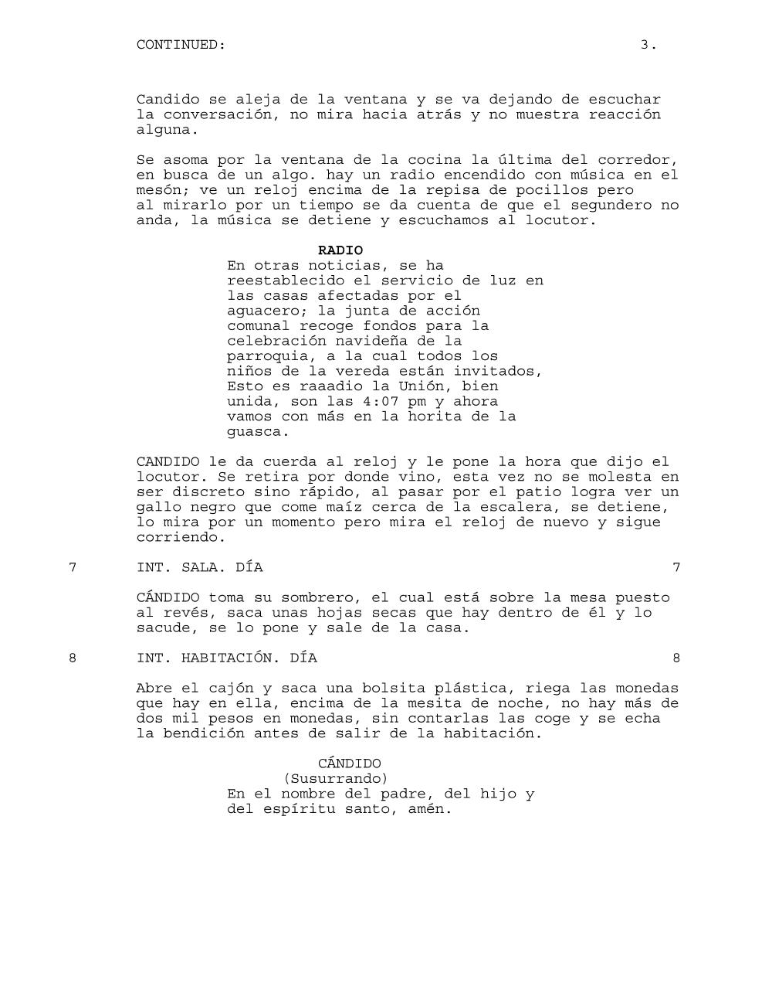 CONTINUED: 3.
Candido se aleja de la ventana y se va dejando de escuchar
la conversación, no mira hacia atrás y no muestra reacción
alguna.
Se asoma por la ventana de la cocina la última del corredor,
en busca de un algo. hay un radio encendido con música en el
mesón; ve un reloj encima de la repisa de pocillos pero
al mirarlo por un tiempo se da cuenta de que el segundero no
anda, la música se detiene y escuchamos al locutor.
RADIO
En otras noticias, se ha
reestablecido el servicio de luz en
las casas afectadas por el
aguacero; la junta de acción
comunal recoge fondos para la
celebración navideña de la
parroquia, a la cual todos los
niños de la vereda están invitados,
Esto es raaadio la Unión, bien
unida, son las 4:07 pm y ahora
vamos con más en la horita de la
guasca.
CANDIDO le da cuerda al reloj y le pone la hora que dijo el
locutor. Se retira por donde vino, esta vez no se molesta en
ser discreto sino rápido, al pasar por el patio logra ver un
gallo negro que come maíz cerca de la escalera, se detiene,
lo mira por un momento pero mira el reloj de nuevo y sigue
corriendo.
7 INT. SALA. DÍA 7
CÁNDIDO toma su sombrero, el cual está sobre la mesa puesto
al revés, saca unas hojas secas que hay dentro de él y lo
sacude, se lo pone y sale de la casa.
8 INT. HABITACIÓN. DÍA 8
Abre el cajón y saca una bolsita plástica, riega las monedas
que hay en ella, encima de la mesita de noche, no hay más de
dos mil pesos en monedas, sin contarlas las coge y se echa
la bendición antes de salir de la habitación.
CÁNDIDO
(Susurrando)
En el nombre del padre, del hijo y
del espíritu santo, amén.